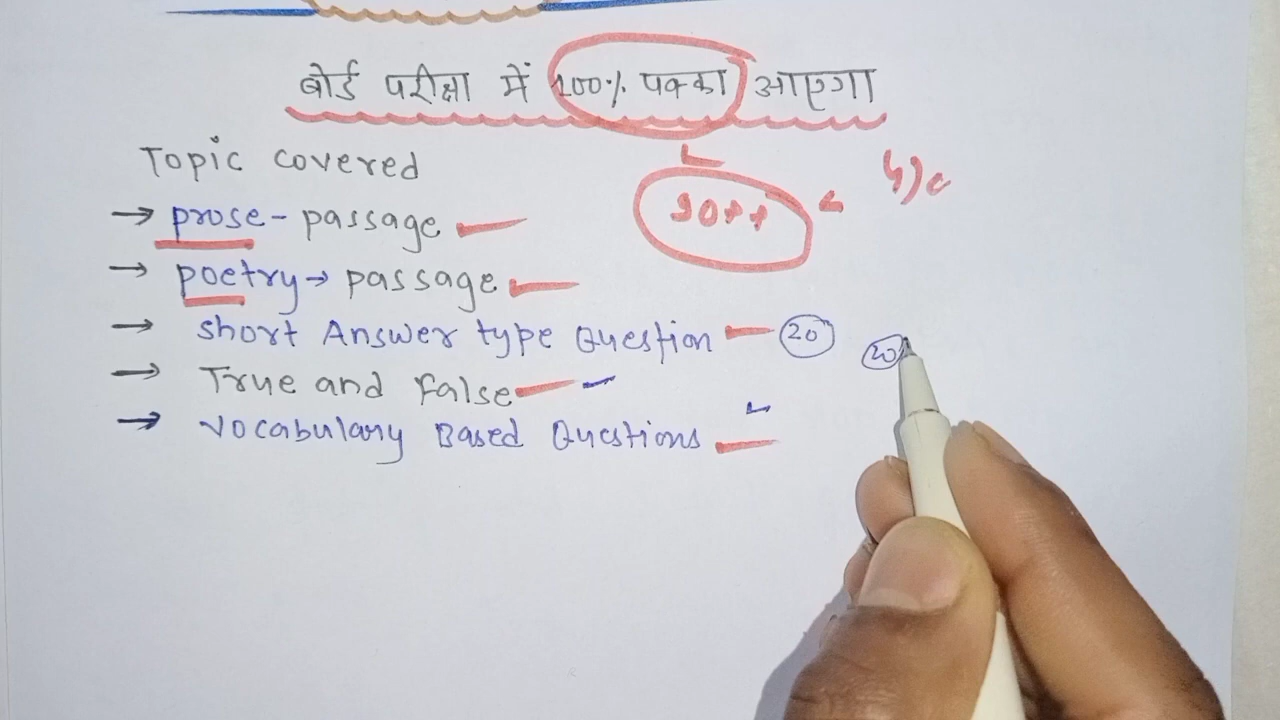 बोर्ड परीक्षा में 100% पक्का आएगा
Topic covered
90++
→ prose - passage
→ poetry → passage
→ short Answer type Question 20 20
→ True and false
→ vocabulary Based Questions